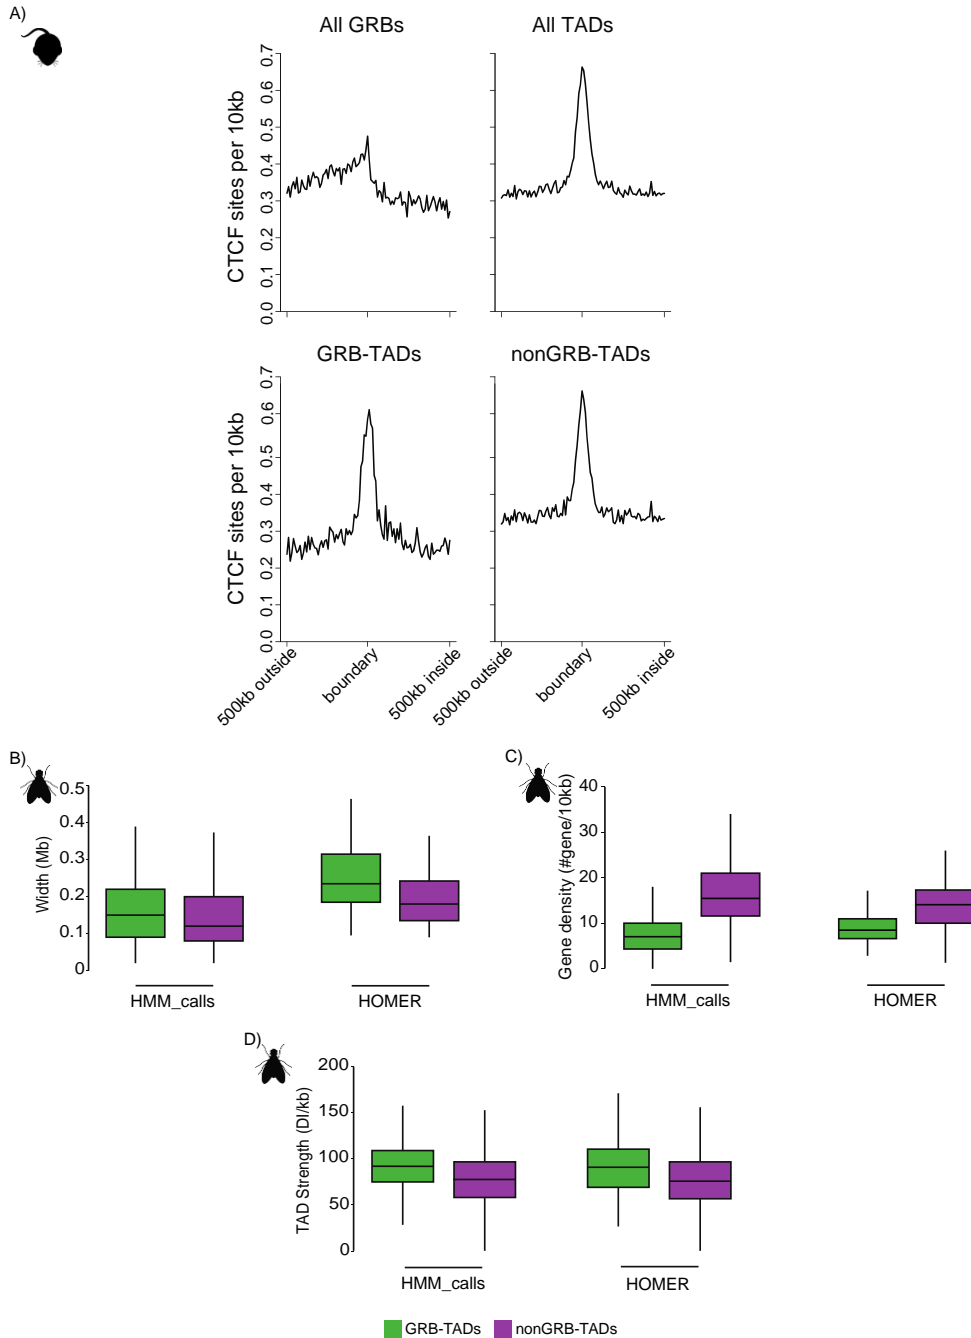 A)
All GRBs
All TADs
CTCF sites per 10kb
0.0 0.1 0.2 0.3 0.4 0.5 0.6 0.7
GRB-TADs
nonGRB-TADs
CTCF sites per 10kb
0.0 0.1 0.2 0.3 0.4 0.5 0.6 0.7
500kb outside
boundary
500kb inside
500kb outside
boundary
500kb inside
B)
Width (Mb)
0.5
0.4
0.3
0.2
0.1
0
HMM_calls
HOMER
C)
Gene density (#gene/10kb)
40
30
20
10
0
HMM_calls
HOMER
D)
TAD Strength (DI/kb)
200
150
100
50
0
HMM_calls
HOMER
GRB-TADs
nonGRB-TADs